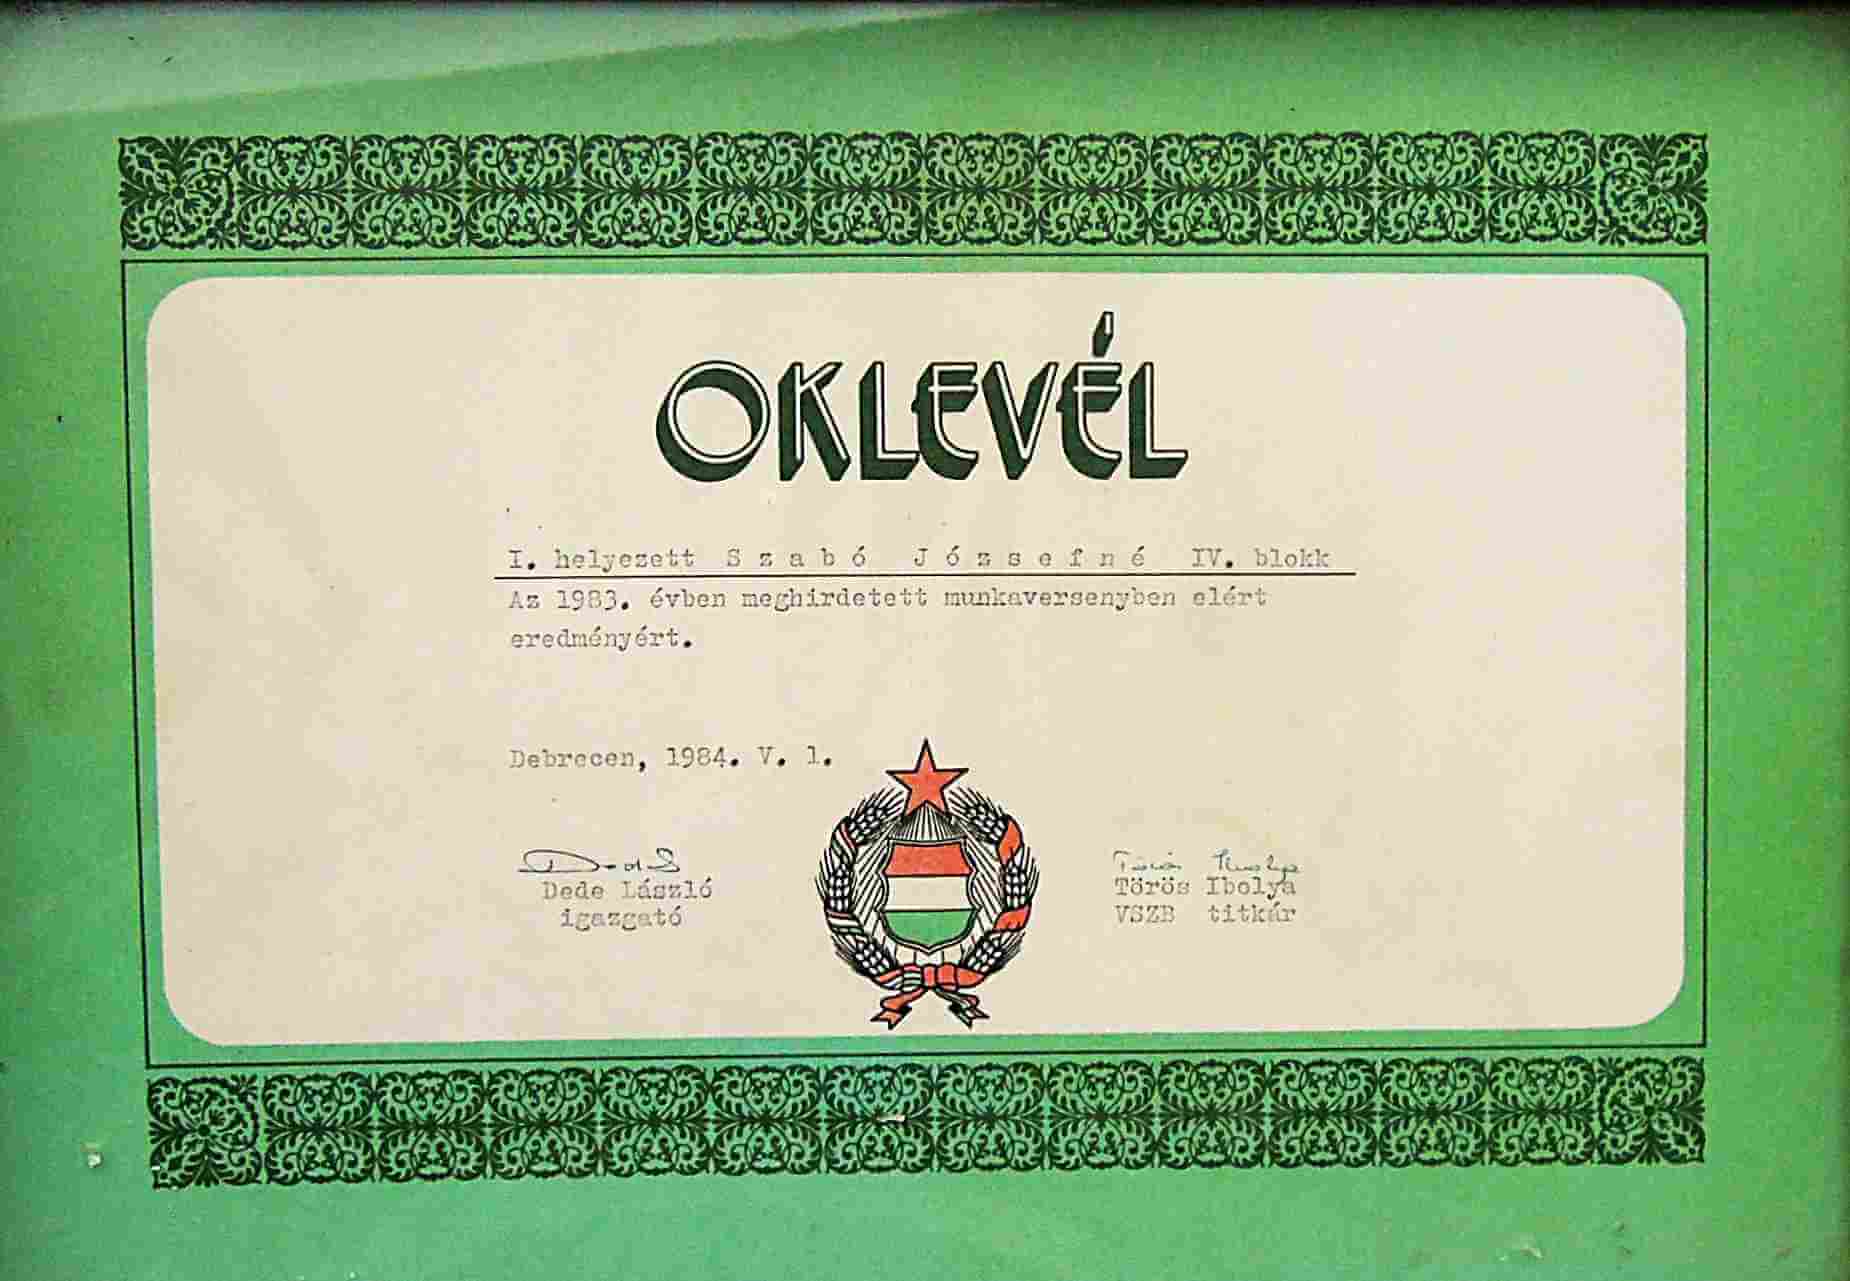 OKLEVÉL
I. helyezett Szabó Józsefné IV. blokk
Az 1983. évben meghirdetett munkaversenyben elért
eredményért.
Debrecen, 1984. V. 1.
Dede László
igazgató
Törös Ibolya
VSZB titkár